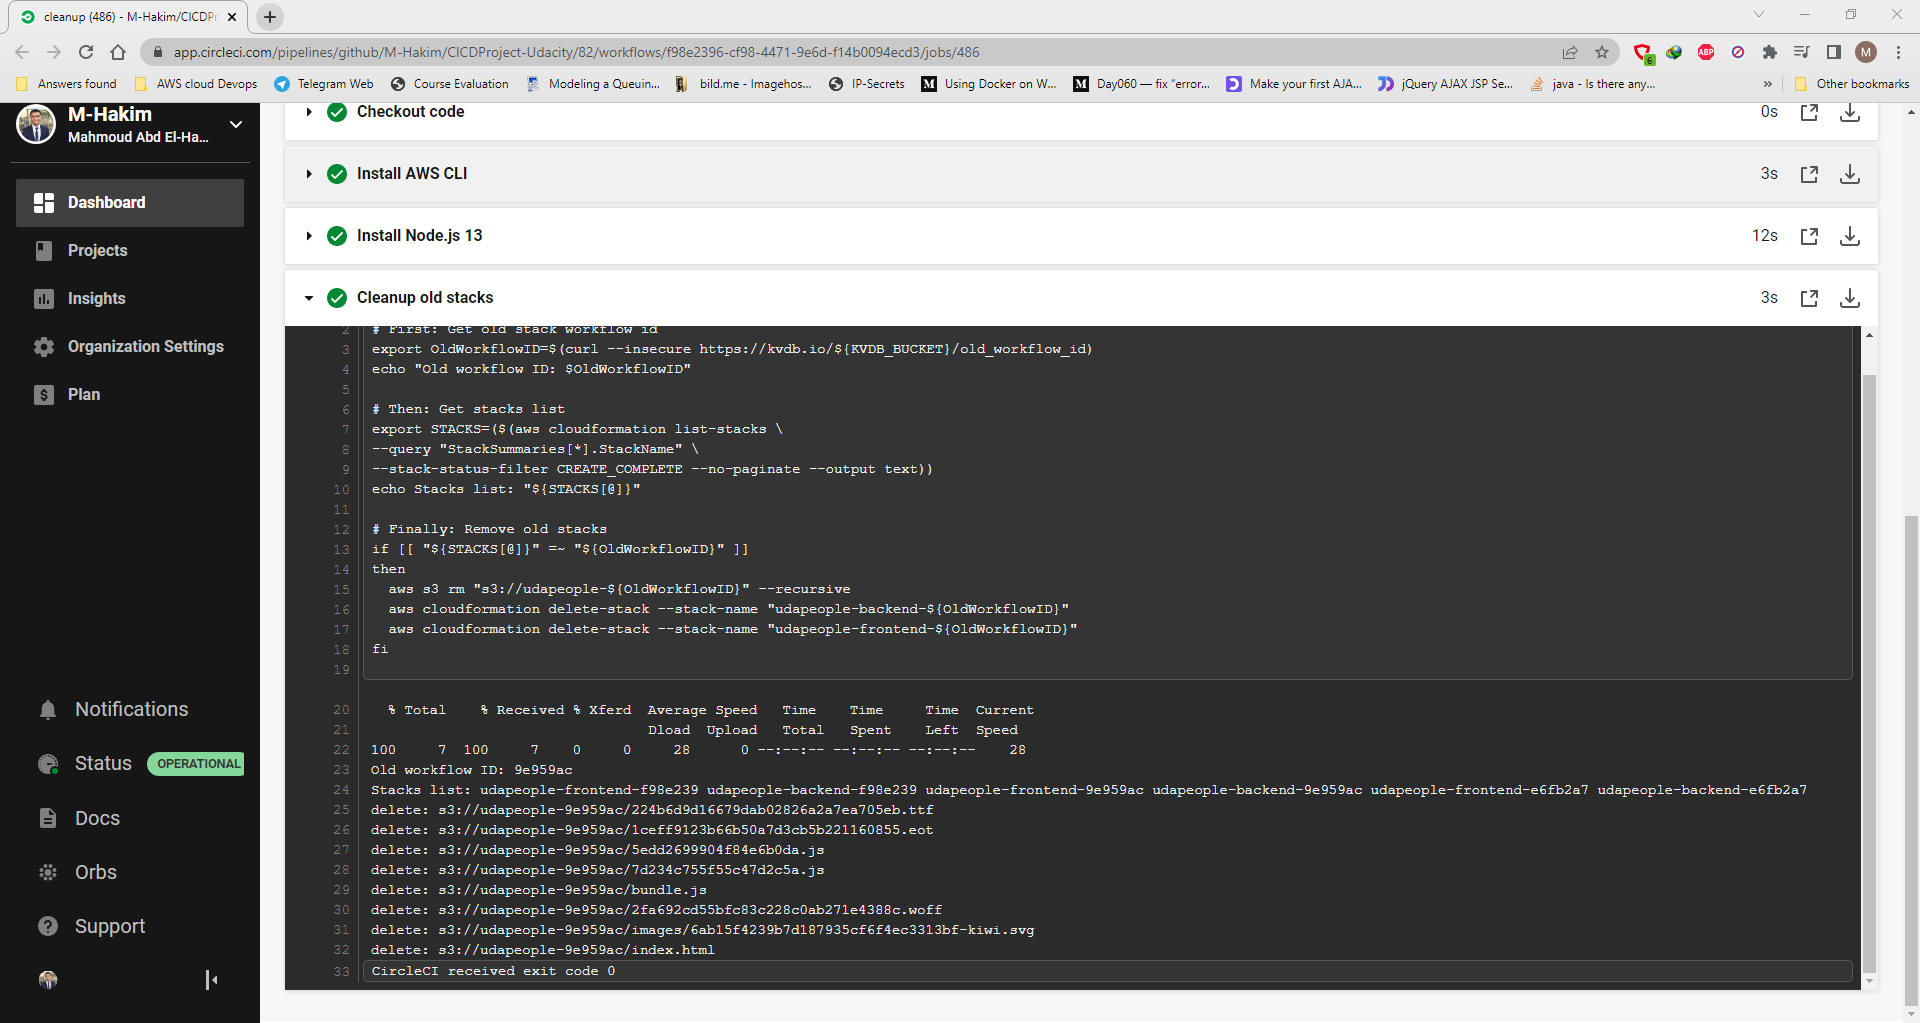 cleanup (486) - M-Hakim/CICDPr
app.circleci.com/pipelines/github/M-Hakim/CICDProject-Udacity/82/workflows/f98e2396-cf98-4471-9e6d-f14b0094ecd3/jobs/486
6
ABP
M
Answers found
AWS cloud Devops
Telegram Web
Course Evaluation
Modeling a Queuin...
bild.me - Imagehos...
IP-Secrets
Using Docker on W...
Day060 — fix "error...
Make your first AJA...
jQuery AJAX JSP Se...
java - Is there any...
»
Other bookmarks
M-Hakim
Mahmoud Abd El-Ha...
Dashboard
Projects
Insights
Organization Settings
Plan
Notifications
Status OPERATIONAL
Docs
Orbs
Support
Checkout code 0s
Install AWS CLI 3s
Install Node.js 13 12s
Cleanup old stacks 3s
2 # First: Get old stack workflow id
3 export OldWorkflowID=$(curl --insecure https://kvdb.io/${KVDB_BUCKET}/old_workflow_id)
4 echo "Old workflow ID: $OldWorkflowID"
5
6 # Then: Get stacks list
7 export STACKS=($(aws cloudformation list-stacks \
8 --query "StackSummaries[*].StackName" \
9 --stack-status-filter CREATE_COMPLETE --no-paginate --output text))
10 echo Stacks list: "${STACKS[@]}"
11
12 # Finally: Remove old stacks
13 if [[ "${STACKS[@]}" =~ "${OldWorkflowID}" ]]
14 then
15 aws s3 rm "s3://udapeople-${OldWorkflowID}" --recursive
16 aws cloudformation delete-stack --stack-name "udapeople-backend-${OldWorkflowID}"
17 aws cloudformation delete-stack --stack-name "udapeople-frontend-${OldWorkflowID}"
18 fi
19
20 % Total % Received % Xferd Average Speed Time Time Time Current
21 Dload Upload Total Spent Left Speed
22 100 7 100 7 0 0 28 0 --:--:-- --:--:-- --:--:-- 28
23 Old workflow ID: 9e959ac
24 Stacks list: udapeople-frontend-f98e239 udapeople-backend-f98e239 udapeople-frontend-9e959ac udapeople-backend-9e959ac udapeople-frontend-e6fb2a7 udapeople-backend-e6fb2a7
25 delete: s3://udapeople-9e959ac/224b6d9d16679dab02826a2a7ea705eb.ttf
26 delete: s3://udapeople-9e959ac/1ceff9123b66b50a7d3cb5b221160855.eot
27 delete: s3://udapeople-9e959ac/5edd2699904f84e6b0da.js
28 delete: s3://udapeople-9e959ac/7d234c755f55c47d2c5a.js
29 delete: s3://udapeople-9e959ac/bundle.js
30 delete: s3://udapeople-9e959ac/2fa692cd55bfc83c228c0ab271e4388c.woff
31 delete: s3://udapeople-9e959ac/images/6ab15f4239b7d187935cf6f4ec3313bf-kiwi.svg
32 delete: s3://udapeople-9e959ac/index.html
33 CircleCI received exit code 0